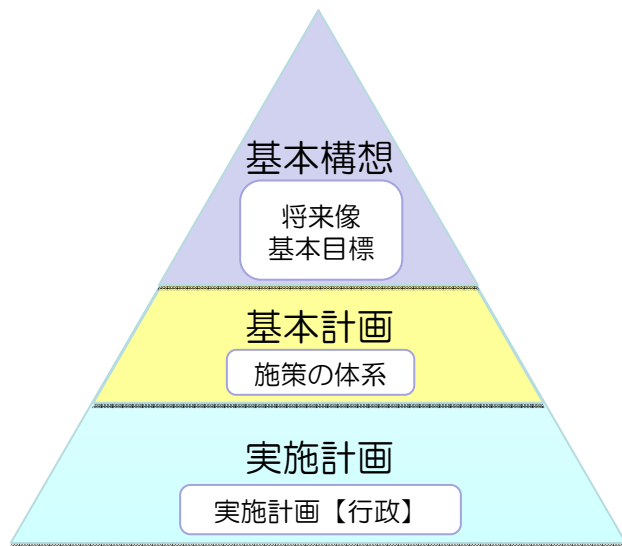 基本構想
将来像
基本目標
基本計画
施策の体系
実施計画
実施計画【行政】